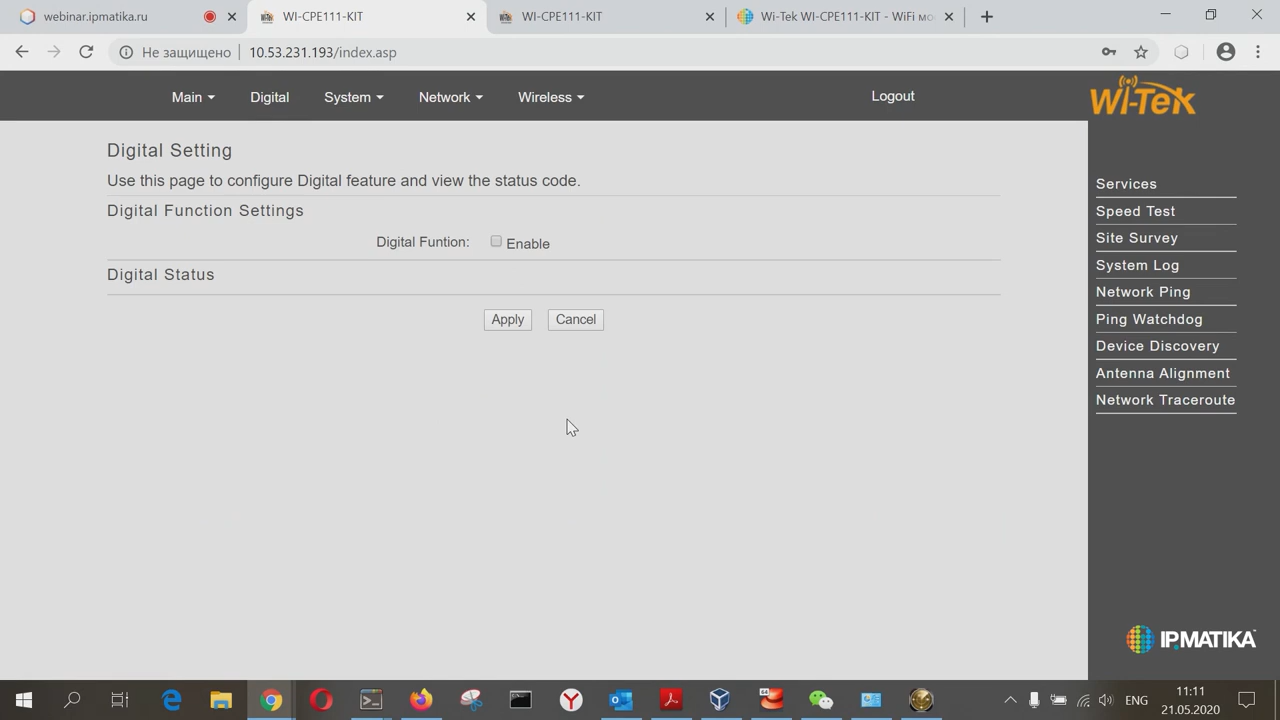 webinar.ipmatika.ru
WI-CPE111-KIT
WI-CPE111-KIT
Wi-Tek WI-CPE111-KIT - WiFi мо
Не защищено
10.53.231.193/index.asp
Main
Digital
System
Network
Wireless
Logout
Wi-Tek
Digital Setting
Use this page to configure Digital feature and view the status code.
Digital Function Settings
Digital Funtion:
Enable
Digital Status
Apply
Cancel
Services
Speed Test
Site Survey
System Log
Network Ping
Ping Watchdog
Device Discovery
Antenna Alignment
Network Traceroute
IPMATIKA
64
ENG
11:11
21.05.2020